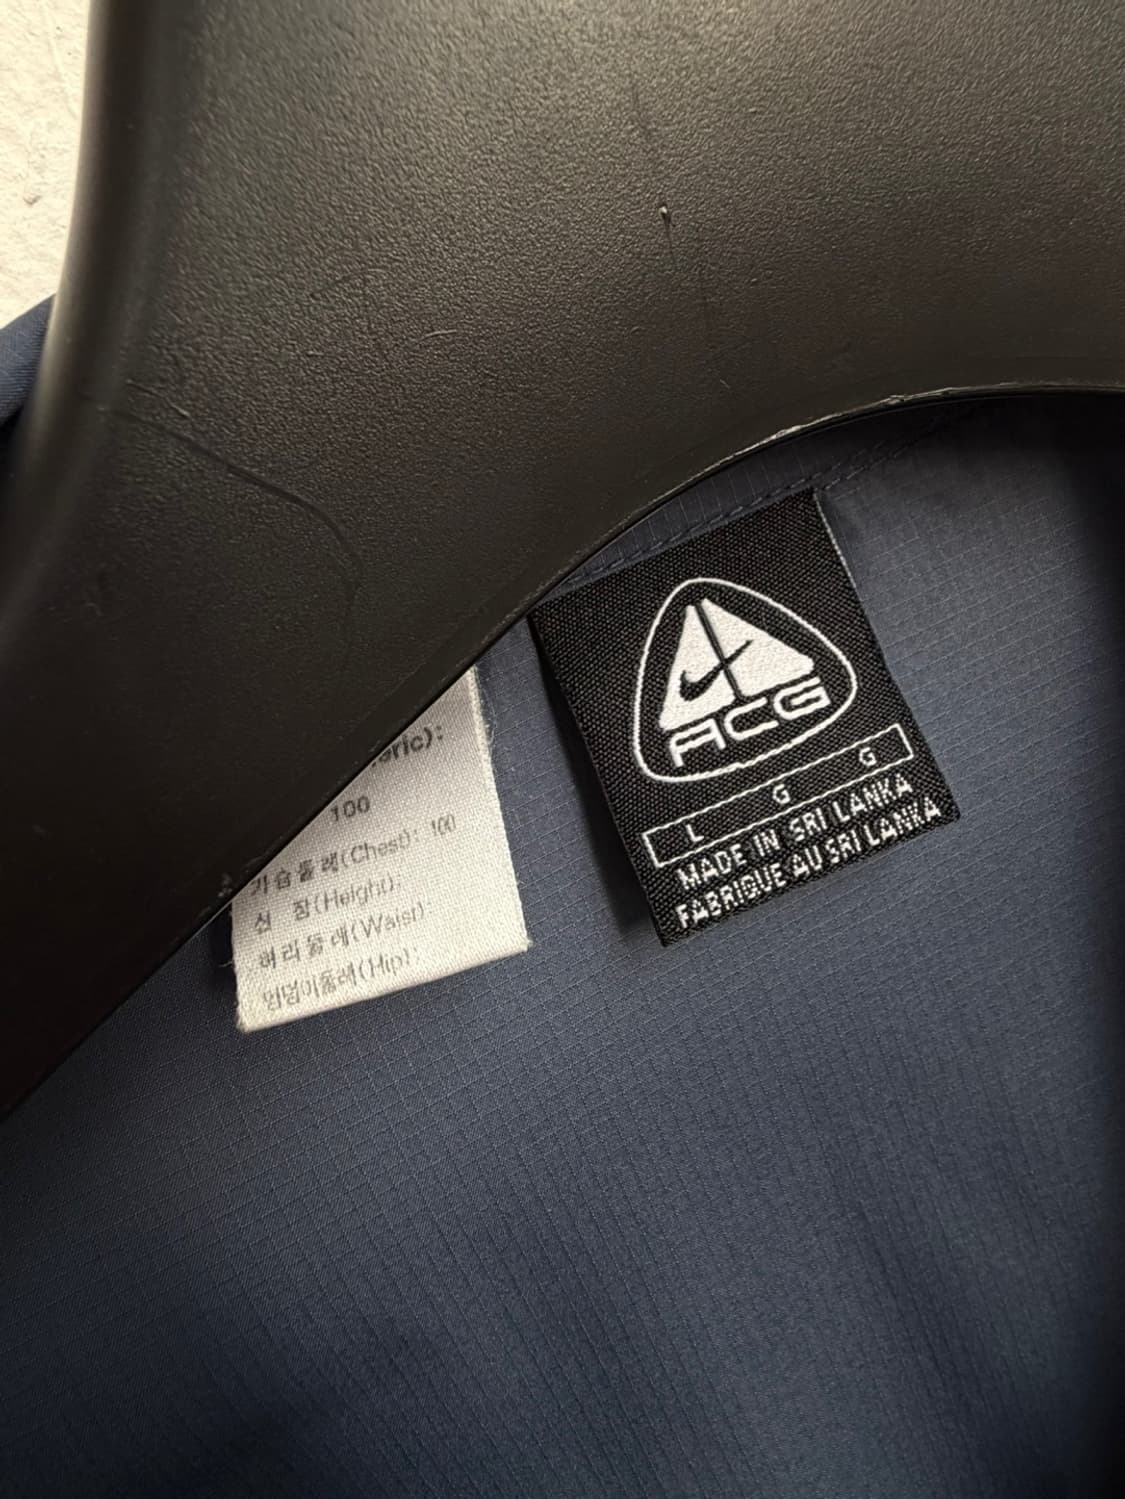 100
가슴둘레(Chest): 100
신 장(Height):
허리둘레(Waist)
엉덩이둘레(Hip):
ACG
L G G
MADE IN SRI LANKA
FABRIQUE AU SRI LANKA